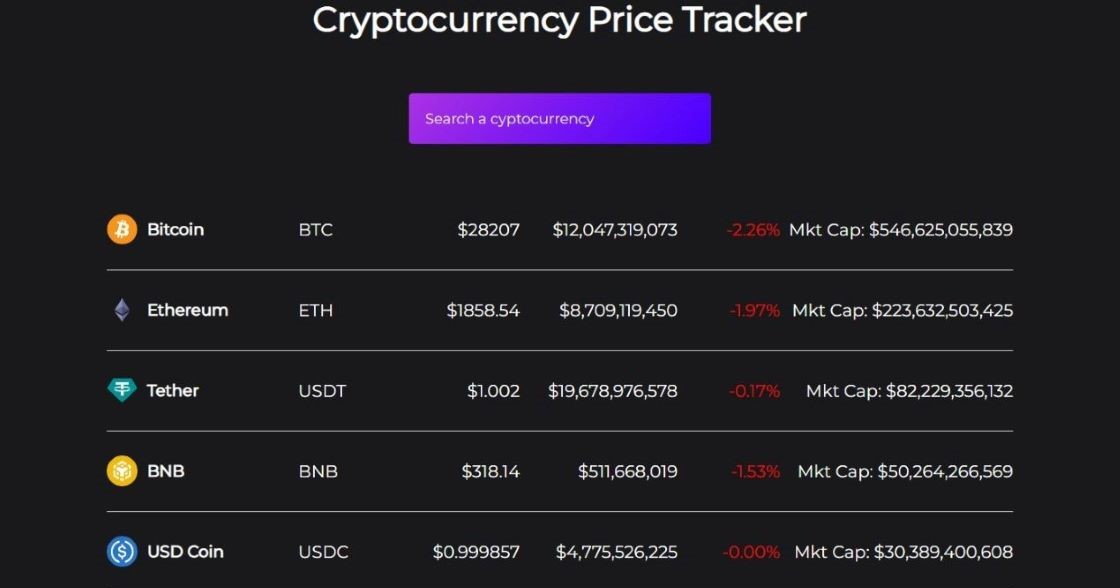 Cryptocurrency Price Tracker
Search a cyptocurrency
Bitcoin BTC $28207 $12,047,319,073 -2.26% Mkt Cap: $546,625,055,839
Ethereum ETH $1858.54 $8,709,119,450 -1.97% Mkt Cap: $223,632,503,425
Tether USDT $1.002 $19,678,976,578 -0.17% Mkt Cap: $82,229,356,132
BNB BNB $318.14 $511,668,019 -1.53% Mkt Cap: $50,264,266,569
USD Coin USDC $0.999857 $4,775,526,225 -0.00% Mkt Cap: $30,389,400,608